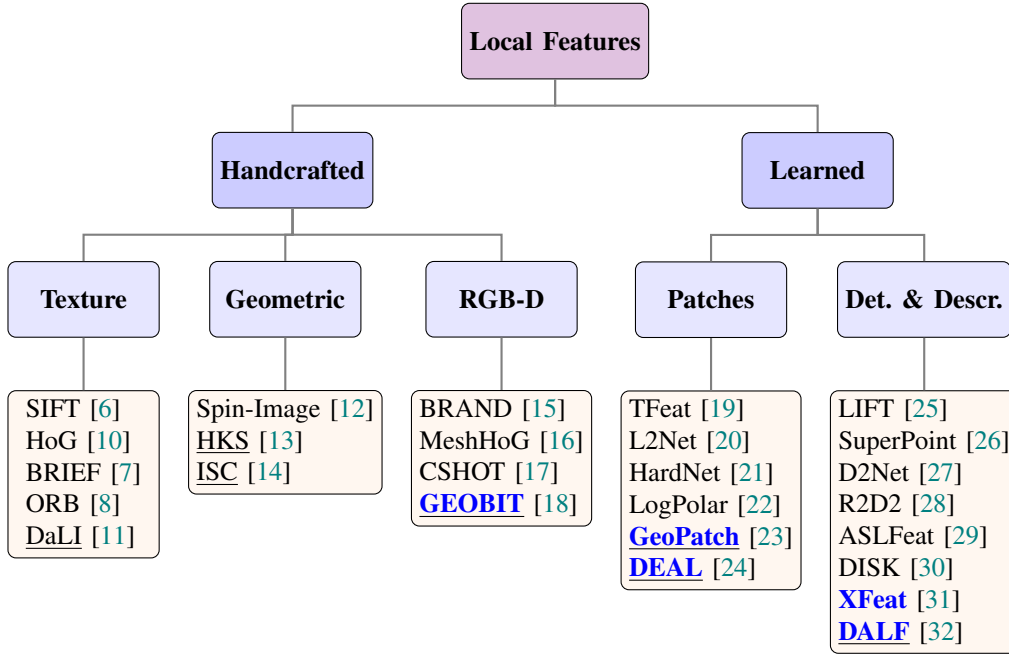 Local Features
Handcrafted
Learned
Texture
Geometric
RGB-D
Patches
Det. & Descr.
SIFT [6]
HoG [10]
BRIEF [7]
ORB [8]
DaLI [11]
Spin-Image [12]
HKS [13]
ISC [14]
BRAND [15]
MeshHoG [16]
CSHOT [17]
GEOBIT [18]
TFeat [19]
L2Net [20]
HardNet [21]
LogPolar [22]
GeoPatch [23]
DEAL [24]
LIFT [25]
SuperPoint [26]
D2Net [27]
R2D2 [28]
ASLFeat [29]
DISK [30]
XFeat [31]
DALF [32]